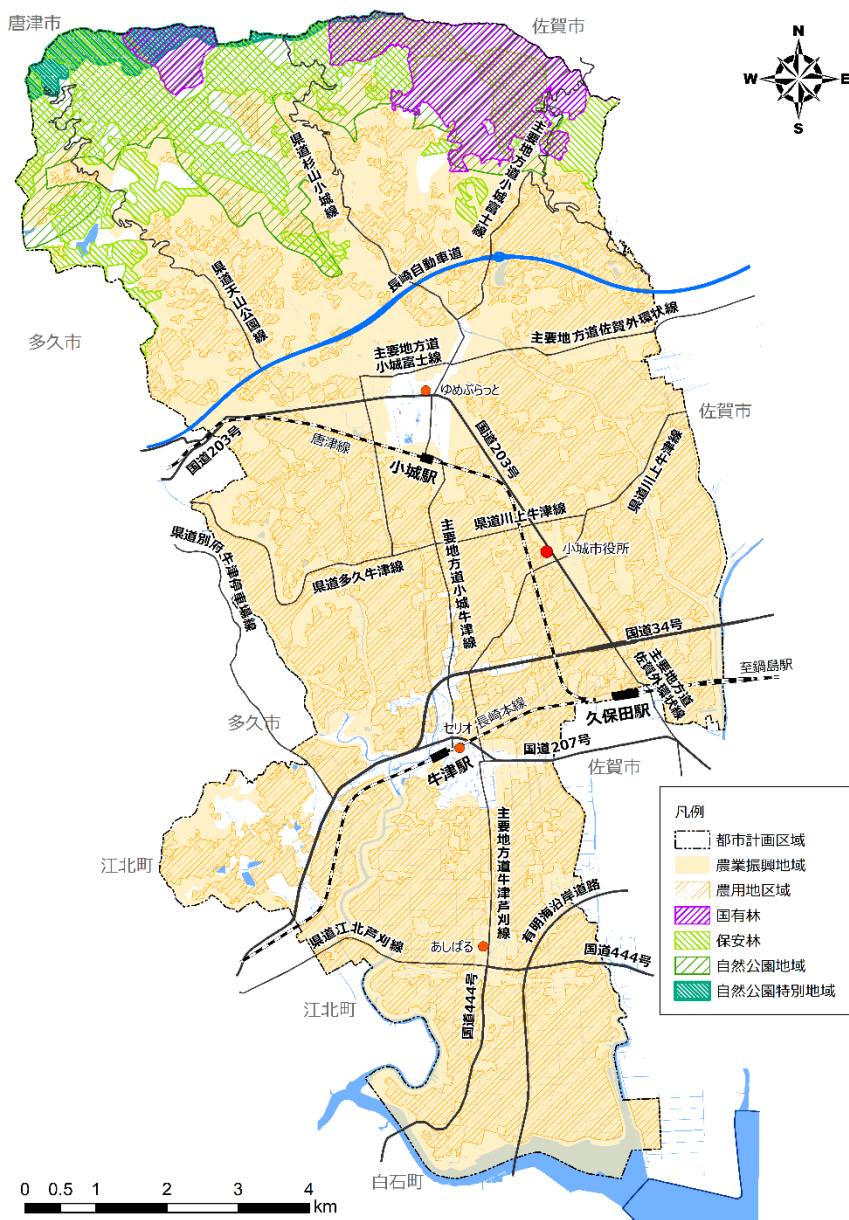 唐津市
佐賀市
N
W
E
S
県道杉山小城線
主要地方道小城富士線
長崎自動車道
県道天山公園線
多久市
主要地方道佐賀外環状線
主要地方道
小城富士線
ゆめぷらっと
佐賀市
国道203号
唐津線
国道203号
小城駅
県道川上牛津線
県道川上牛津線
小城市役所
県道別府牛津停車場線
主要地方道小城牛津線
県道多久牛津線
国道34号
主要地方道
佐賀外環状線
至鍋島駅
久保田駅
多久市
セリオ
長崎本線
国道207号
牛津駅
佐賀市
主要地方道牛津芦刈線
江北町
有明海沿岸道路
県道江北芦刈線
あしぱる
国道444号
江北町
国道444号
白石町
凡例
都市計画区域
農業振興地域
農用地区域
国有林
保安林
自然公園地域
自然公園特別地域
0 0.5 1 2 3 4
km